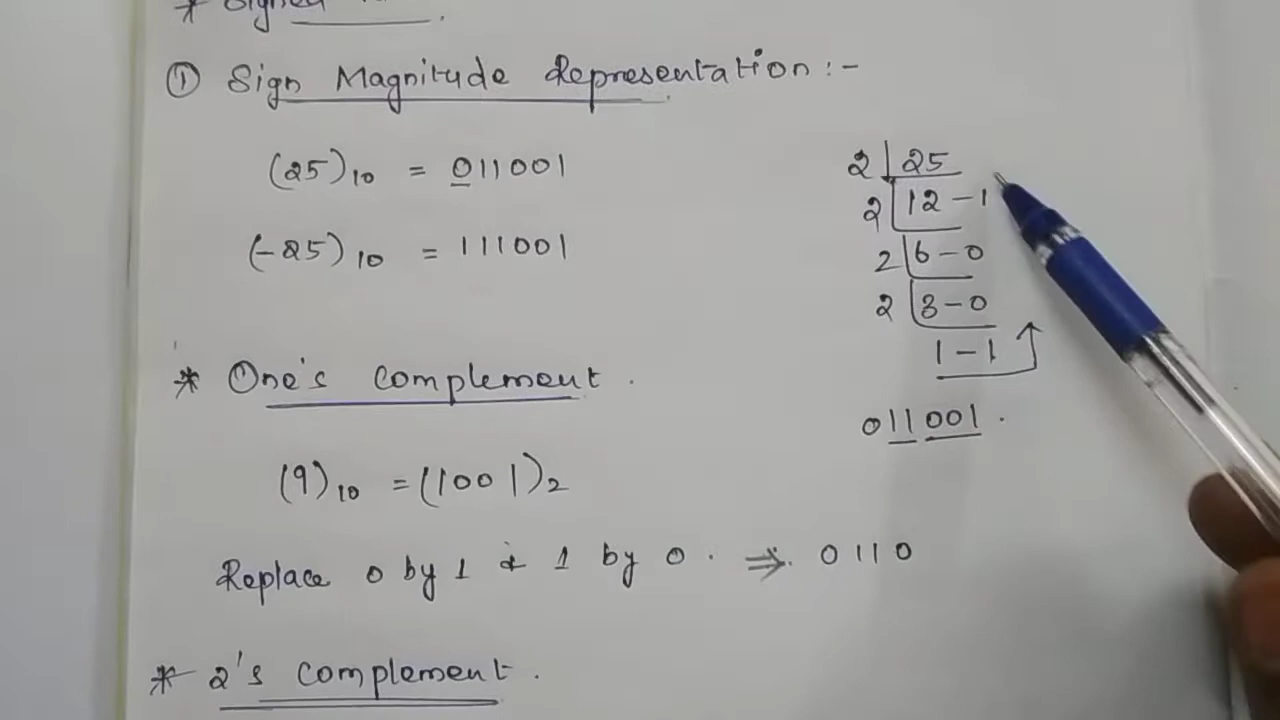 * Signed
① Sign Magnitude Representation :-
(25)10 = 011001
(-25)10 = 111001
2 | 25
2 | 12 - 1
2 | 6 - 0
2 | 3 - 0
1 - 1
011001 .
* One's complement .
(9)10 = (1001)2
Replace 0 by 1 & 1 by 0 . ⇒ 0110
* 2's complement .